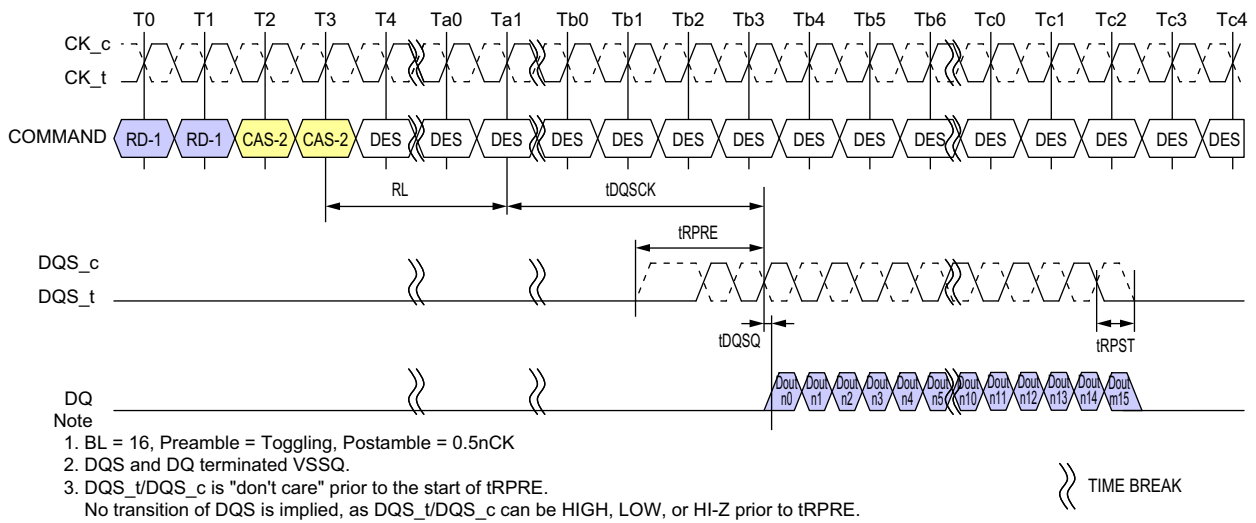 T0 T1 T2 T3 T4 Ta0 Ta1 Tb0 Tb1 Tb2 Tb3 Tb4 Tb5 Tb6 Tc0 Tc1 Tc2 Tc3 Tc4
CK_c
CK_t
COMMAND RD-1 RD-1 CAS-2 CAS-2 DES DES DES DES DES DES DES DES DES DES DES DES DES DES DES
RL tDQSCK
tRPRE
DQS_c
DQS_t
tDQSQ tRPST
DQ
Dout n0 Dout n1 Dout n2 Dout n3 Dout n4 Dout n5 Dout n10 Dout n11 Dout n12 Dout n13 Dout n14 Dout m15
Note
1. BL = 16, Preamble = Toggling, Postamble = 0.5nCK
2. DQS and DQ terminated VSSQ.
3. DQS_t/DQS_c is "don't care" prior to the start of tRPRE.
No transition of DQS is implied, as DQS_t/DQS_c can be HIGH, LOW, or HI-Z prior to tRPRE.
TIME BREAK